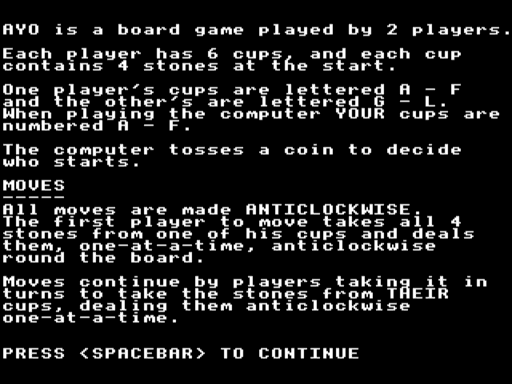 AYO is a board game played by 2 players.
Each player has 6 cups, and each cup
contains 4 stones at the start.
One player's cups are lettered A - F
and the other's are lettered G - L.
When playing the computer YOUR cups are
numbered A - F.
The computer tosses a coin to decide
who starts.
MOVES
-----
All moves are made ANTICLOCKWISE.
The first player to move takes all 4
stones from one of his cups and deals
them, one-at-a-time, anticlockwise
round the board.
Moves continue by players taking it in
turns to take the stones from THEIR
cups, dealing them anticlockwise
one-at-a-time.
PRESS <SPACEBAR> TO CONTINUE